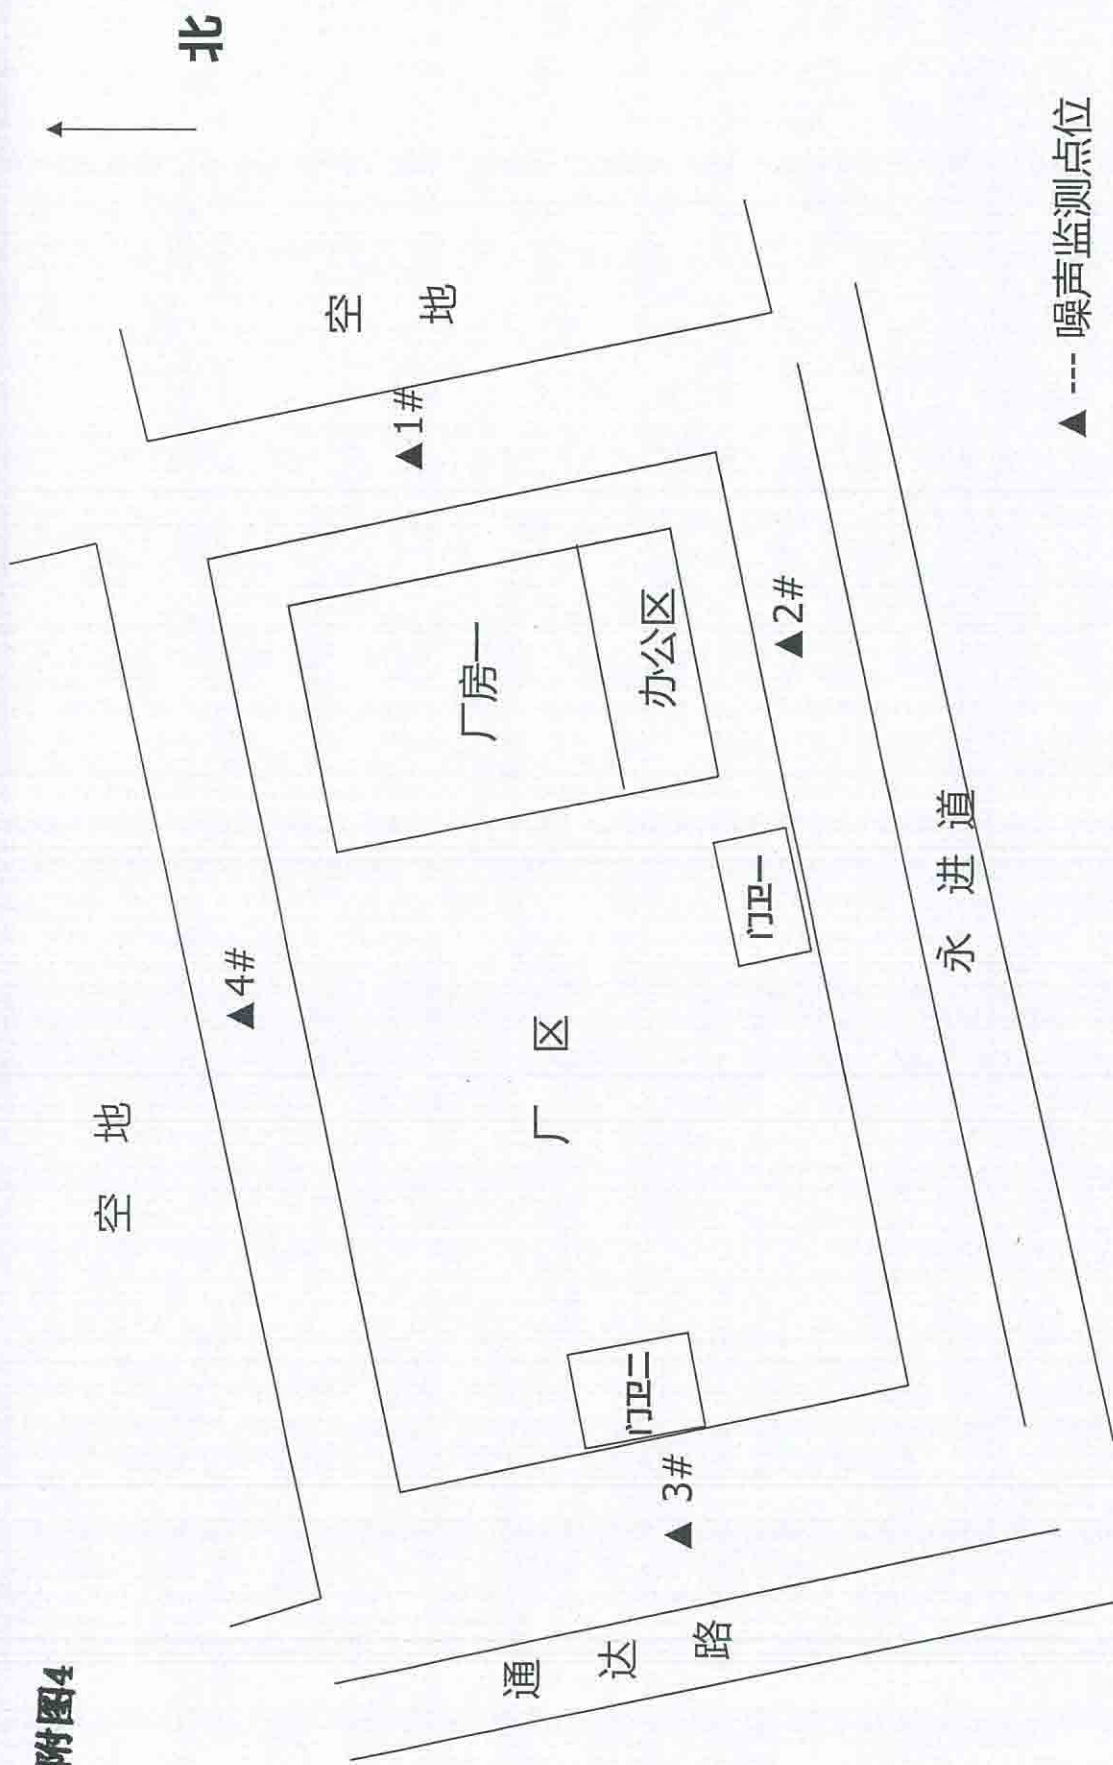 附图4
北
空 地
▲4#
空
地
▲1#
厂房一
办公区
厂 区
门卫一
门卫二
▲2#
▲ 3#
永 进 道
通
达
路
▲ --- 噪声监测点位